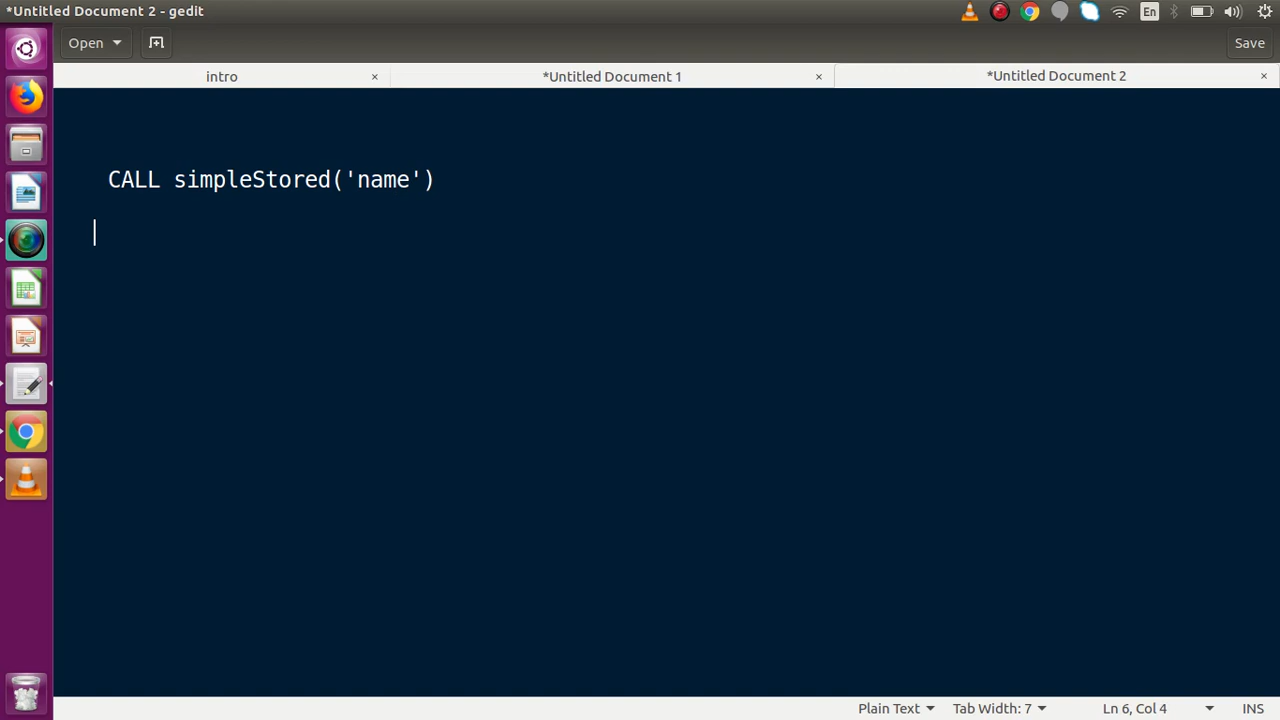 *Untitled Document 2 - gedit
En
Open
Save
intro
*Untitled Document 1
*Untitled Document 2
CALL simpleStored('name')
Plain Text
Tab Width: 7
Ln 6, Col 4
INS